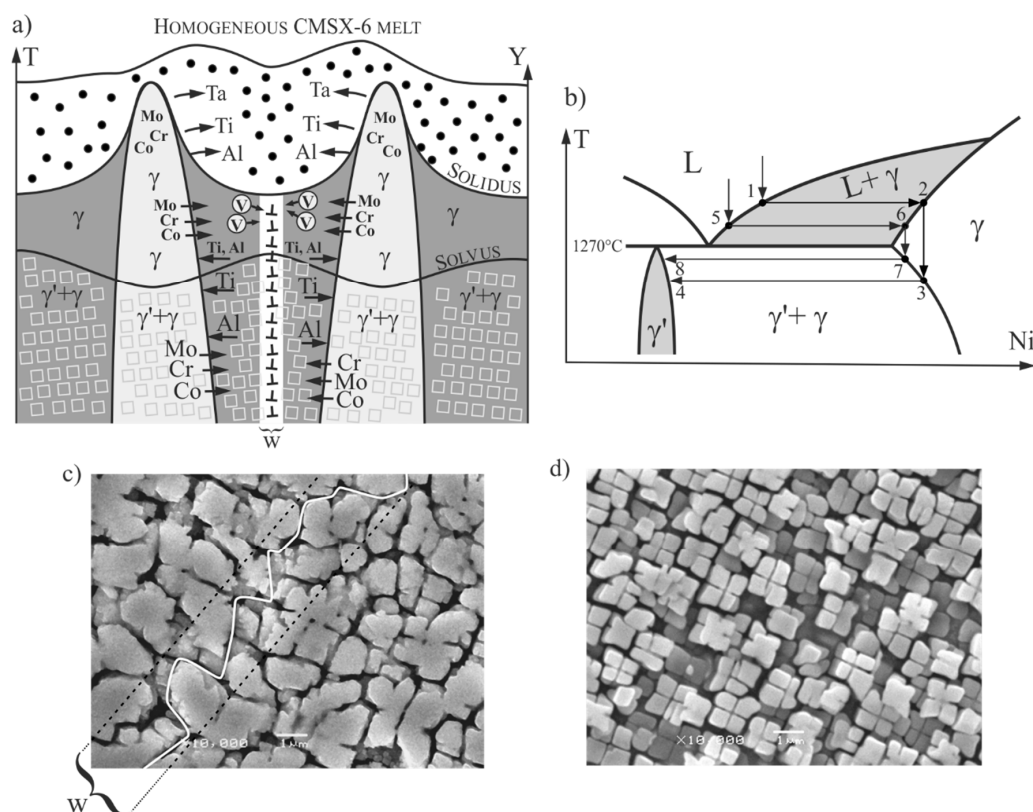 a)
HOMOGENEOUS CMSX-6 MELT
T
Y
Ta
Ta
Mo
Cr
Co
Ti
Ti
Mo
Cr
Co
Al
Al
γ
γ
SOLIDUS
γ
Mo
Cr
Co
V
V
V
V
Mo
Cr
Co
γ
γ
Ti, Al
Ti, Al
γ
SOLVUS
γ'+γ
Ti
Ti
γ'+γ
γ'+γ
γ'+γ
Al
Al
Mo
Cr
Co
Cr
Mo
Co
w
b)
T
L
1
L+γ
2
5
6
γ
1270°C
8
7
4
3
γ'
γ'+γ
Ni
c)
×10,000 1μm
w
d)
×10,000 1μm